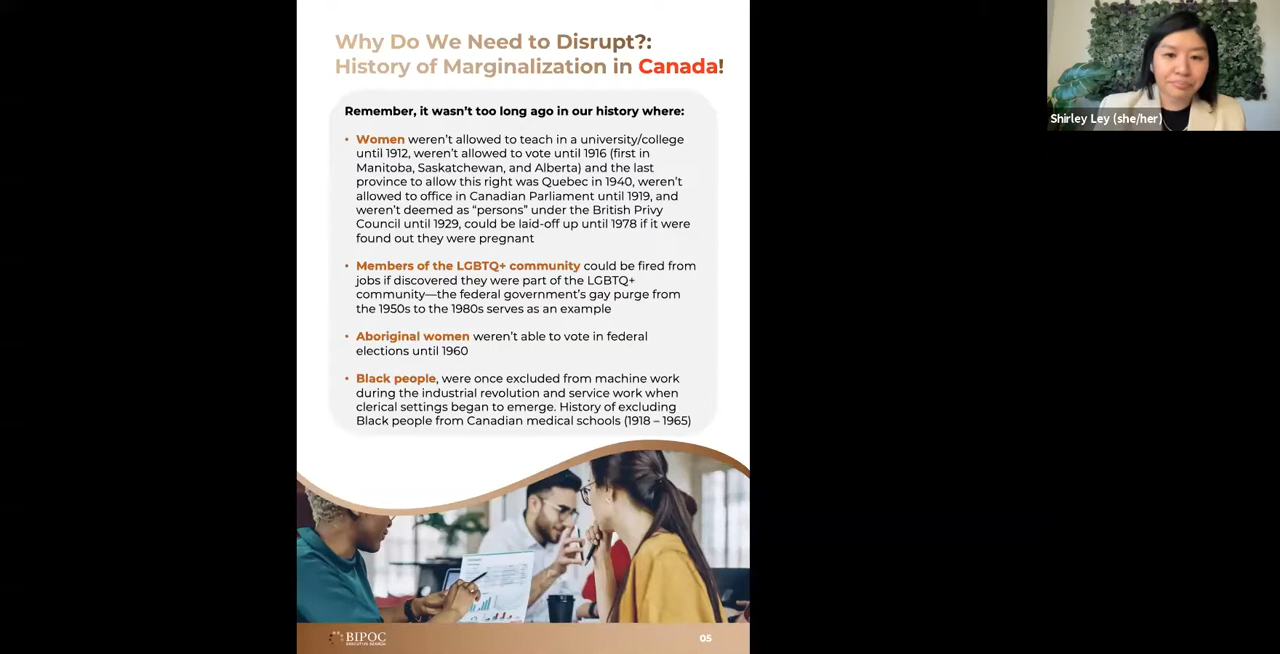 Why Do We Need to Disrupt?:
History of Marginalization in Canada!
Remember, it wasn't too long ago in our history where:
• Women weren't allowed to teach in a university/college
until 1912, weren't allowed to vote until 1916 (first in
Manitoba, Saskatchewan, and Alberta) and the last
province to allow this right was Quebec in 1940, weren't
allowed to office in Canadian Parliament until 1919, and
weren't deemed as "persons" under the British Privy
Council until 1929, could be laid-off up until 1978 if it were
found out they were pregnant
• Members of the LGBTQ+ community could be fired from
jobs if discovered they were part of the LGBTQ+
community—the federal government's gay purge from
the 1950s to the 1980s serves as an example
• Aboriginal women weren't able to vote in federal
elections until 1960
• Black people, were once excluded from machine work
during the industrial revolution and service work when
clerical settings began to emerge. History of excluding
Black people from Canadian medical schools (1918 – 1965)
BIPOC
EXECUTIVE SEARCH
05
Shirley Ley (she/her)